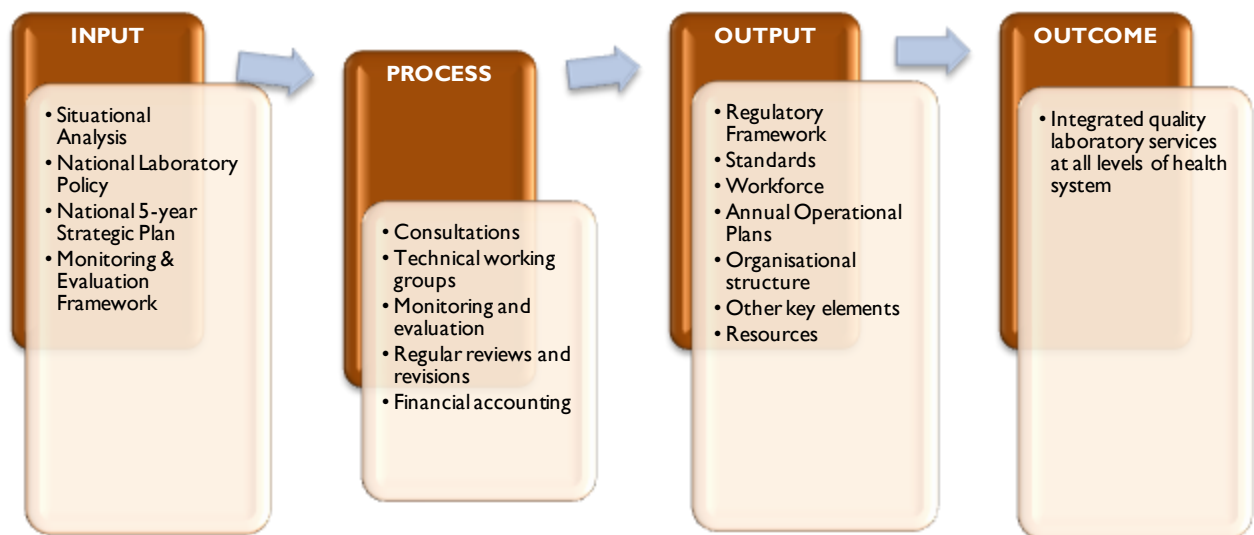 INPUT
• Situational
Analysis
• National Laboratory
Policy
• National 5-year
Strategic Plan
• Monitoring &
Evaluation
Framework
PROCESS
• Consultations
• Technical working
groups
• Monitoring and
evaluation
• Regular reviews and
revisions
• Financial accounting
OUTPUT
• Regulatory
Framework
• Standards
• Workforce
• Annual Operational
Plans
• Organisational
structure
• Other key elements
• Resources
OUTCOME
• Integrated quality
laboratory services
at all levels of health
system